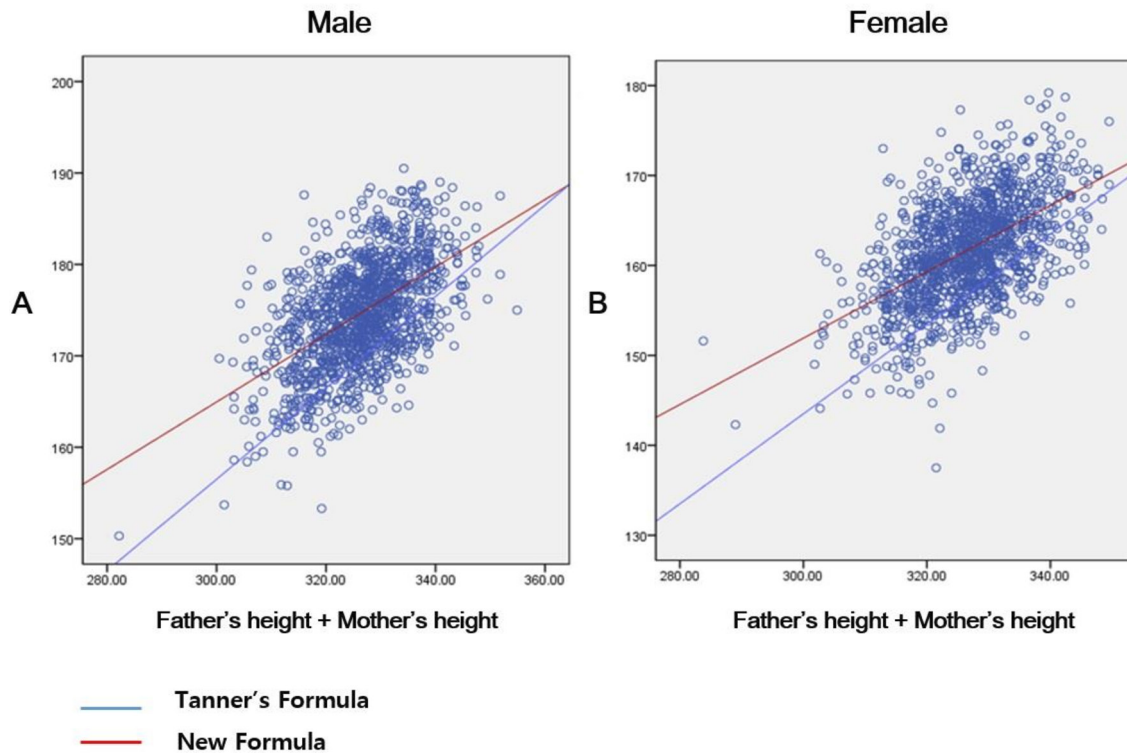 Male
Female
200
190
180
170
160
150
A
280.00
300.00
320.00
340.00
360.00
Father's height + Mother's height
180
170
160
150
140
130
B
280.00
300.00
320.00
340.00
Father's height + Mother's height
Tanner's Formula
New Formula